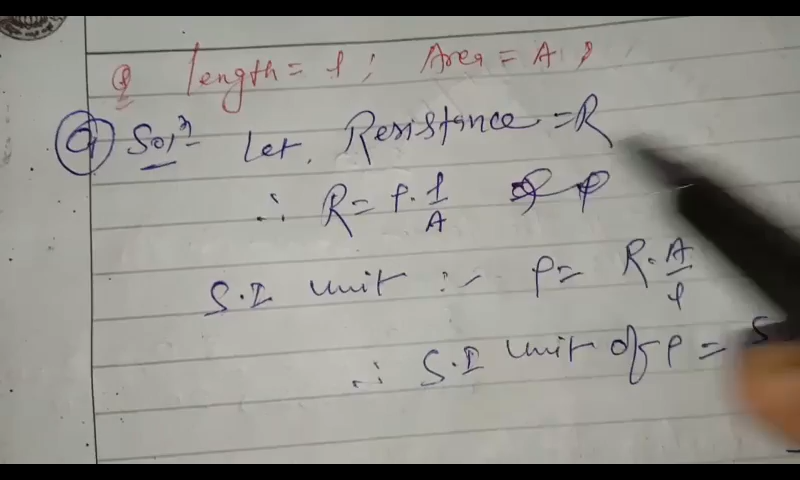 Q length = l ; Area = A ;
Q Solⁿ- Let, Resistance = R
∴ R = ρ. l/A ρ
S.I unit :- ρ = R. A/l
∴ S.I unit of ρ =